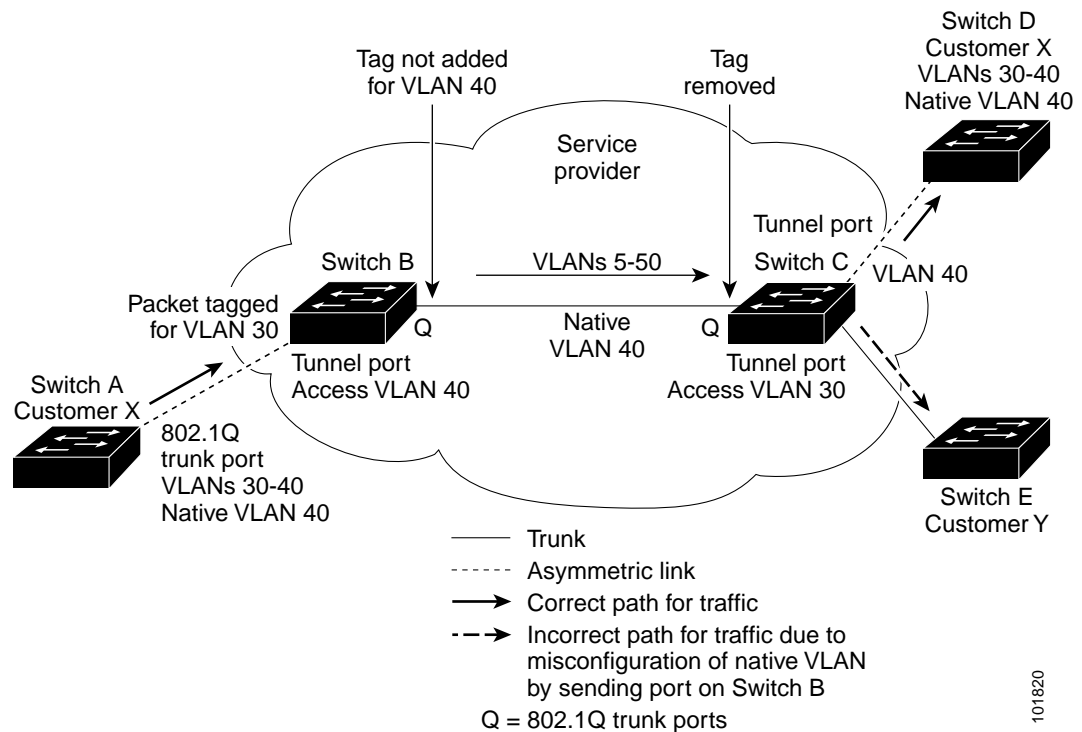 Tag not added
for VLAN 40
Tag
removed
Switch D
Customer X
VLANs 30-40
Native VLAN 40
Service
provider
Tunnel port
Switch B
VLANs 5-50
Switch C
VLAN 40
Packet tagged
for VLAN 30
Q
Native
VLAN 40
Q
Tunnel port
Access VLAN 40
Tunnel port
Access VLAN 30
Switch A
Customer X
802.1Q
trunk port
VLANs 30-40
Native VLAN 40
Switch E
Customer Y
Trunk
Asymmetric link
Correct path for traffic
Incorrect path for traffic due to
misconfiguration of native VLAN
by sending port on Switch B
Q = 802.1Q trunk ports
101820